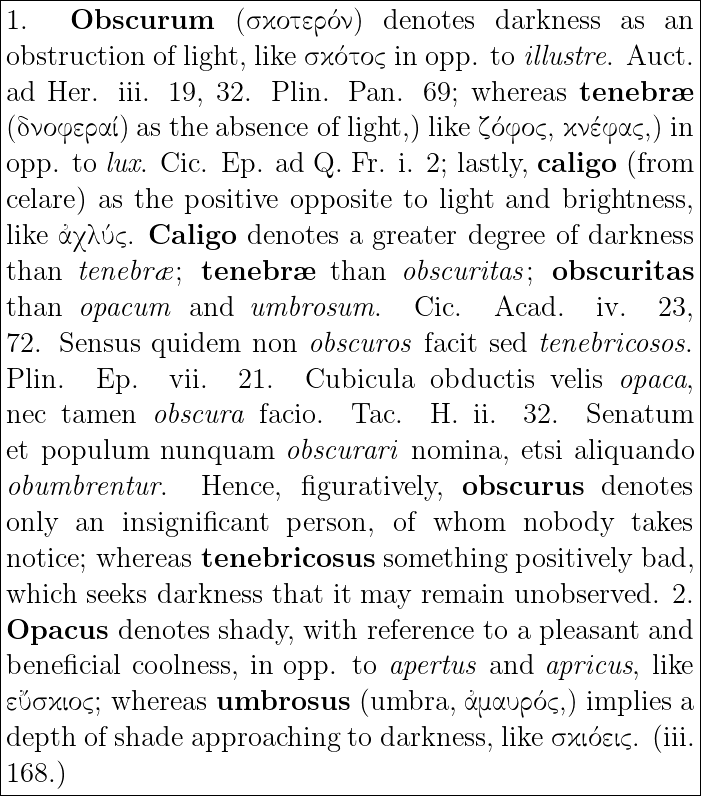 1. Obscurum (σκοτερόν) denotes darkness as an
obstruction of light, like σκότος in opp. to illustre. Auct.
ad Her. iii. 19, 32. Plin. Pan. 69; whereas tenebræ
(δνοφεραί) as the absence of light,) like ζόφος, κνέφας,) in
opp. to lux. Cic. Ep. ad Q. Fr. i. 2; lastly, caligo (from
celare) as the positive opposite to light and brightness,
like ἀχλύς. Caligo denotes a greater degree of darkness
than tenebræ; tenebræ than obscuritas; obscuritas
than opacum and umbrosum. Cic. Acad. iv. 23,
72. Sensus quidem non obscuros facit sed tenebricosos.
Plin. Ep. vii. 21. Cubicula obductis velis opaca,
nec tamen obscura facio. Tac. H. ii. 32. Senatum
et populum nunquam obscurari nomina, etsi aliquando
obumbrentur. Hence, figuratively, obscurus denotes
only an insignificant person, of whom nobody takes
notice; whereas tenebricosus something positively bad,
which seeks darkness that it may remain unobserved. 2.
Opacus denotes shady, with reference to a pleasant and
beneficial coolness, in opp. to apertus and apricus, like
εὔσκιος; whereas umbrosus (umbra, ἀμαυρός,) implies a
depth of shade approaching to darkness, like σκιόεις. (iii.
168.)